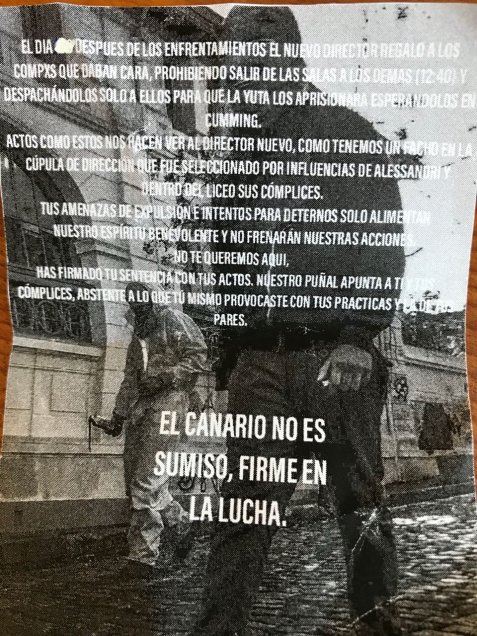 EL DIA DESPUES DE LOS ENFRENTAMIENTOS EL NUEVO DIRECTOR REGALO A LOS
COMPXS QUE DABAN CARA, PROHIBIENDO SALIR DE LAS SALAS A LOS DEMAS (12:40) Y
DESPACHÁNDOLOS SOLO A ELLOS PARA QUE LA YUTA LOS APRISIONARA ESPERÁNDOLOS EN
CUMMING.
ACTOS COMO ESTOS NOS HACEN VER AL DIRECTOR NUEVO, COMO TENEMOS UN FACHO EN LA
CÚPULA DE DIRECCIÓN QUE FUE SELECCIONADO POR INFLUENCIAS DE ALESSANDRI Y
DENTRO DEL LICEO SUS CÓMPLICES.
TUS AMENAZAS DE EXPULSIÓN E INTENTOS PARA DETERNOS SOLO ALIMENTAN
NUESTRO ESPÍRITU BENEVOLENTE Y NO FRENARÁN NUESTRAS ACCIONES.
NO TE QUEREMOS AQUI,
HAS FIRMADO TU SENTENCIA CON TUS ACTOS. NUESTRO PUÑAL APUNTA A TI Y TUS
CÓMPLICES, ABSTENTE A LO QUE TÚ MISMO PROVOCASTE CON TUS PRACTICAS Y LA DE TUS
PARES.
EL CANARIO NO ES
SUMISO, FIRME EN
LA LUCHA.